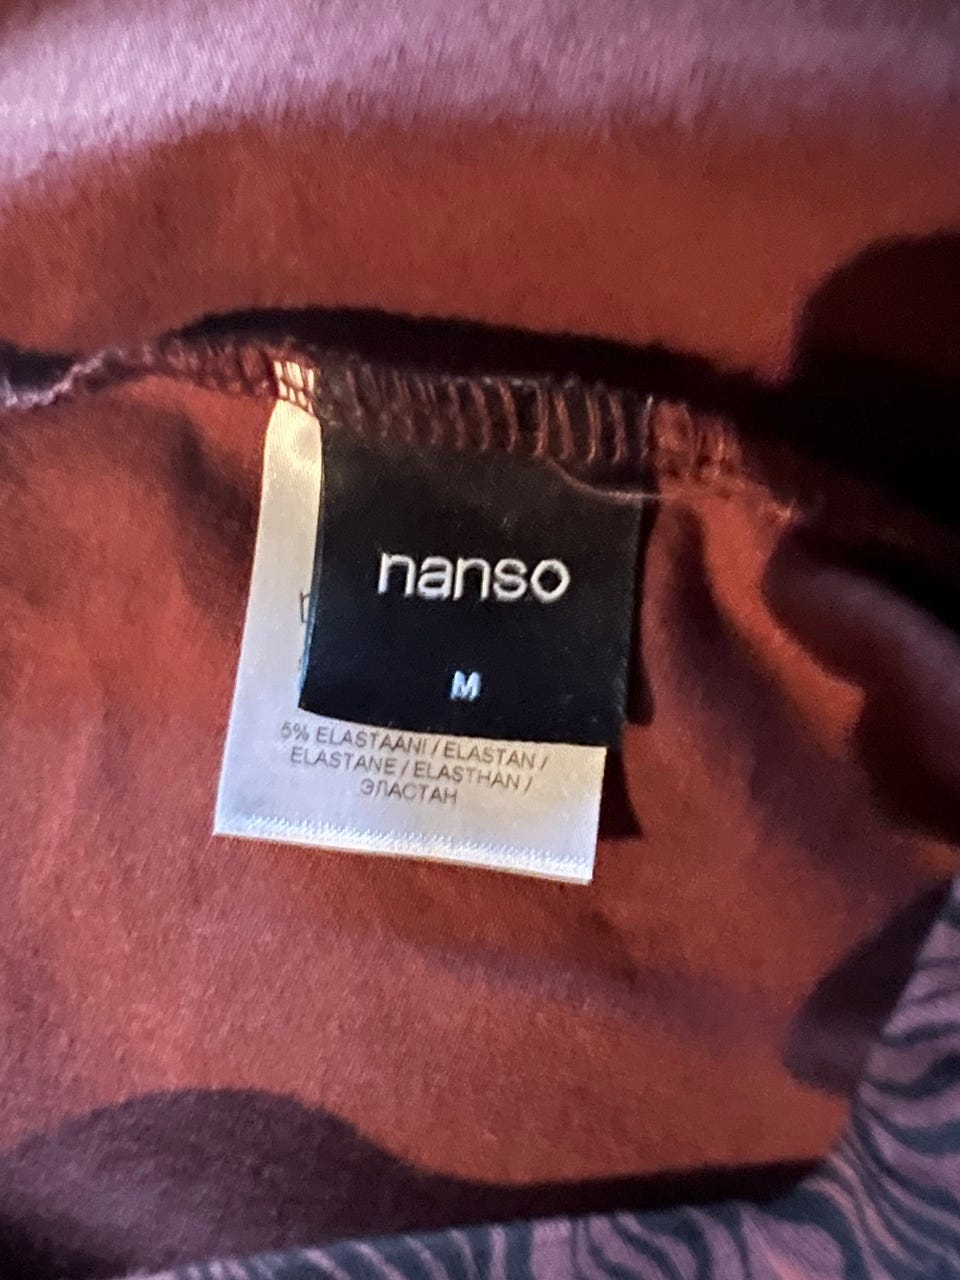 nanso
M
5% ELASTAANI / ELASTAN /
ELASTANE / ELASTHAN /
ЭЛАСТАН